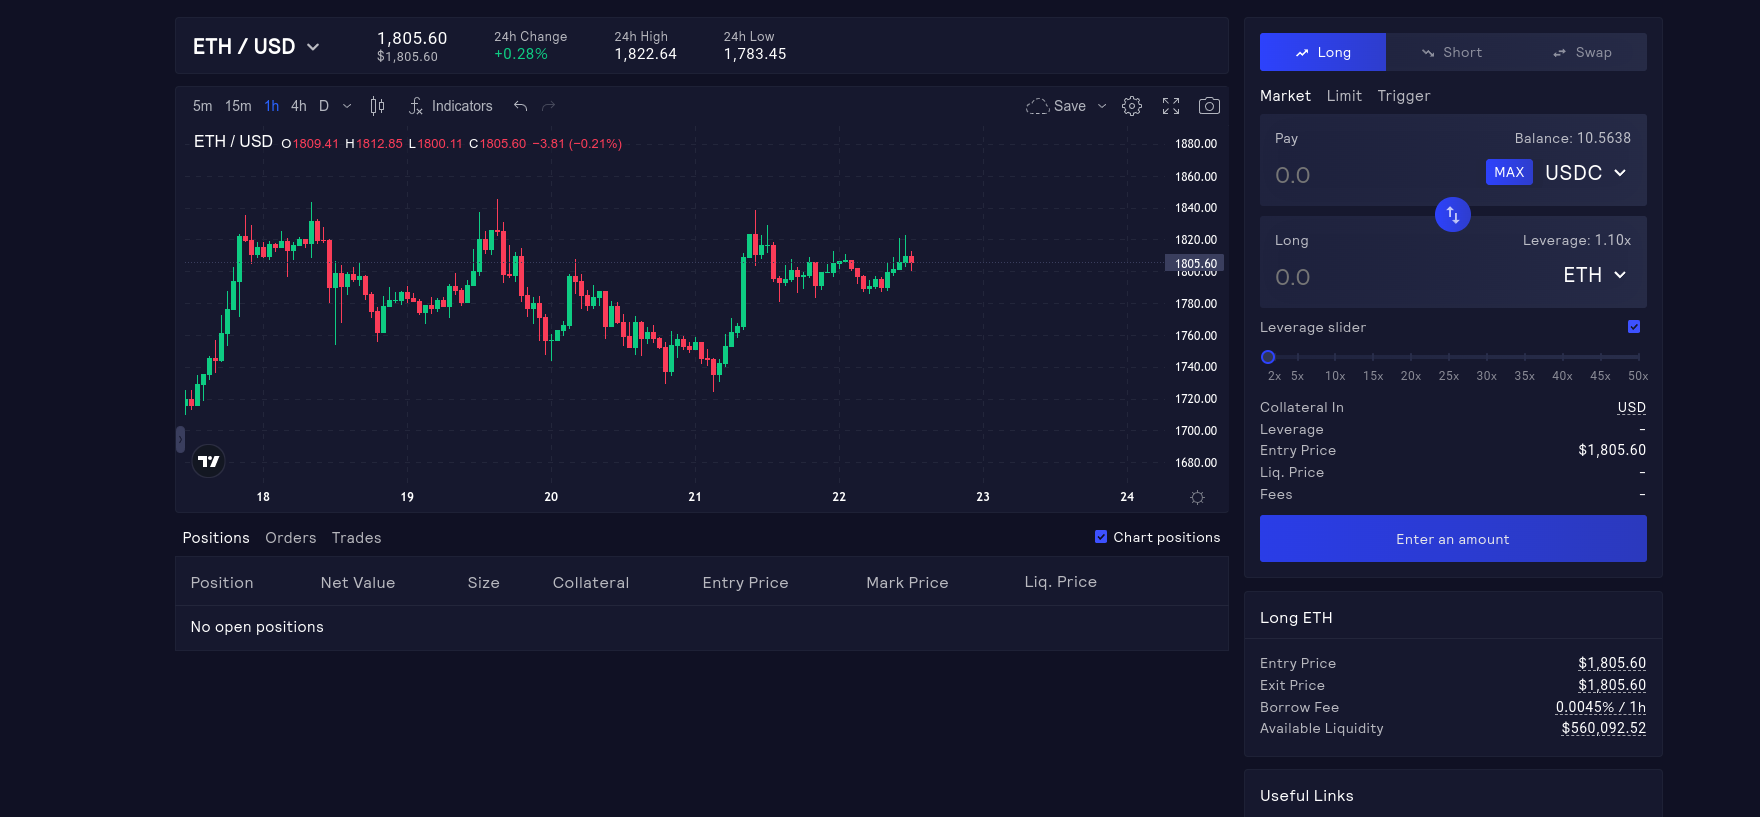 ETH / USD
1,805.60
$1,805.60
24h Change
+0.28%
24h High
1,822.64
24h Low
1,783.45
5m 15m 1h 4h D Indicators Save
ETH / USD O1809.41 H1812.85 L1800.11 C1805.60 −3.81 (−0.21%)
1880.00
1860.00
1840.00
1820.00
1805.60
1800.00
1780.00
1760.00
1740.00
1720.00
1700.00
1680.00
18 19 20 21 22 23 24
Positions Orders Trades Chart positions
Position Net Value Size Collateral Entry Price Mark Price Liq. Price
No open positions
Long Short Swap
Market Limit Trigger
Pay Balance: 10.5638
0.0 MAX USDC
Long Leverage: 1.10x
0.0 ETH
Leverage slider
2x 5x 10x 15x 20x 25x 30x 35x 40x 45x 50x
Collateral In USD
Leverage -
Entry Price $1,805.60
Liq. Price -
Fees -
Enter an amount
Long ETH
Entry Price $1,805.60
Exit Price $1,805.60
Borrow Fee 0.0045% / 1h
Available Liquidity $560,092.52
Useful Links